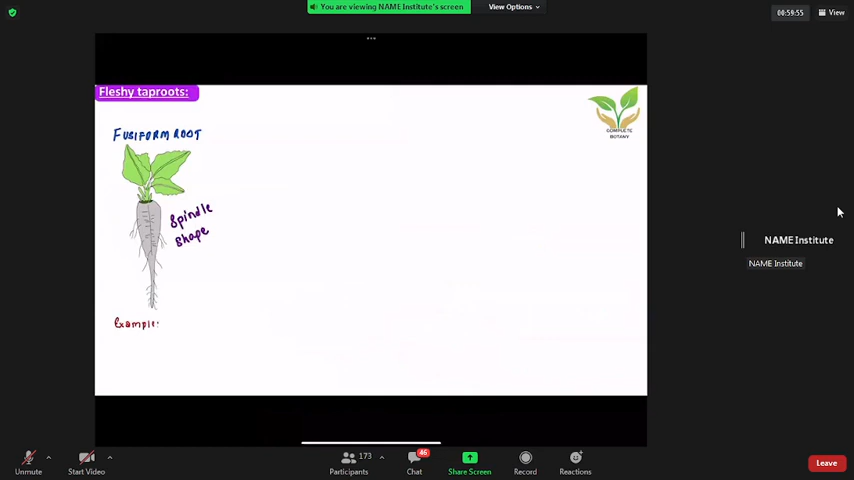 You are viewing NAME Institute's screen
View Options
00:59:55
View
Fleshy taproots:
COMPLETE
BOTANY
FUSIFORM ROOT
Spindle
shape
Example:
NAME Institute
NAME Institute
Unmute
Start Video
173
Participants
46
Chat
Share Screen
Record
Reactions
Leave